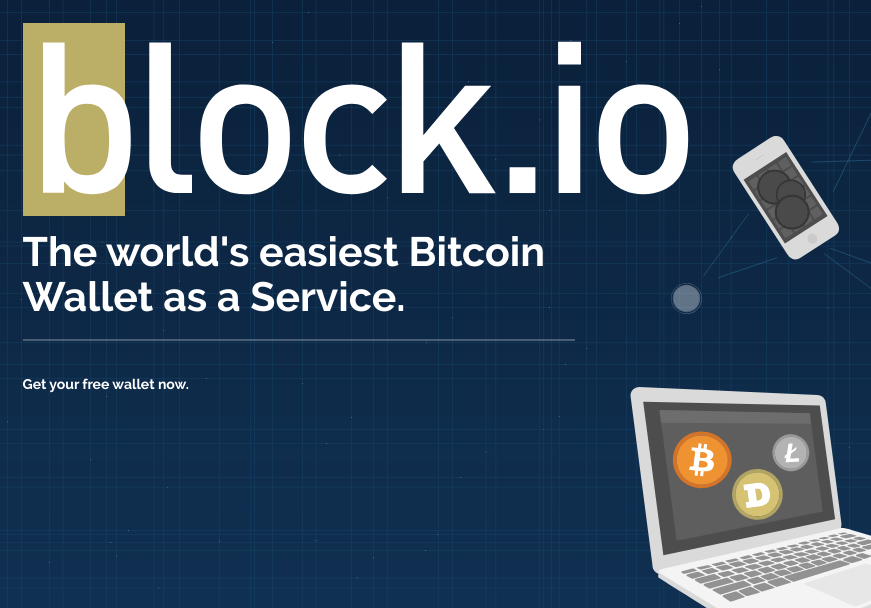 block.io
The world's easiest Bitcoin
Wallet as a Service.
Get your free wallet now.